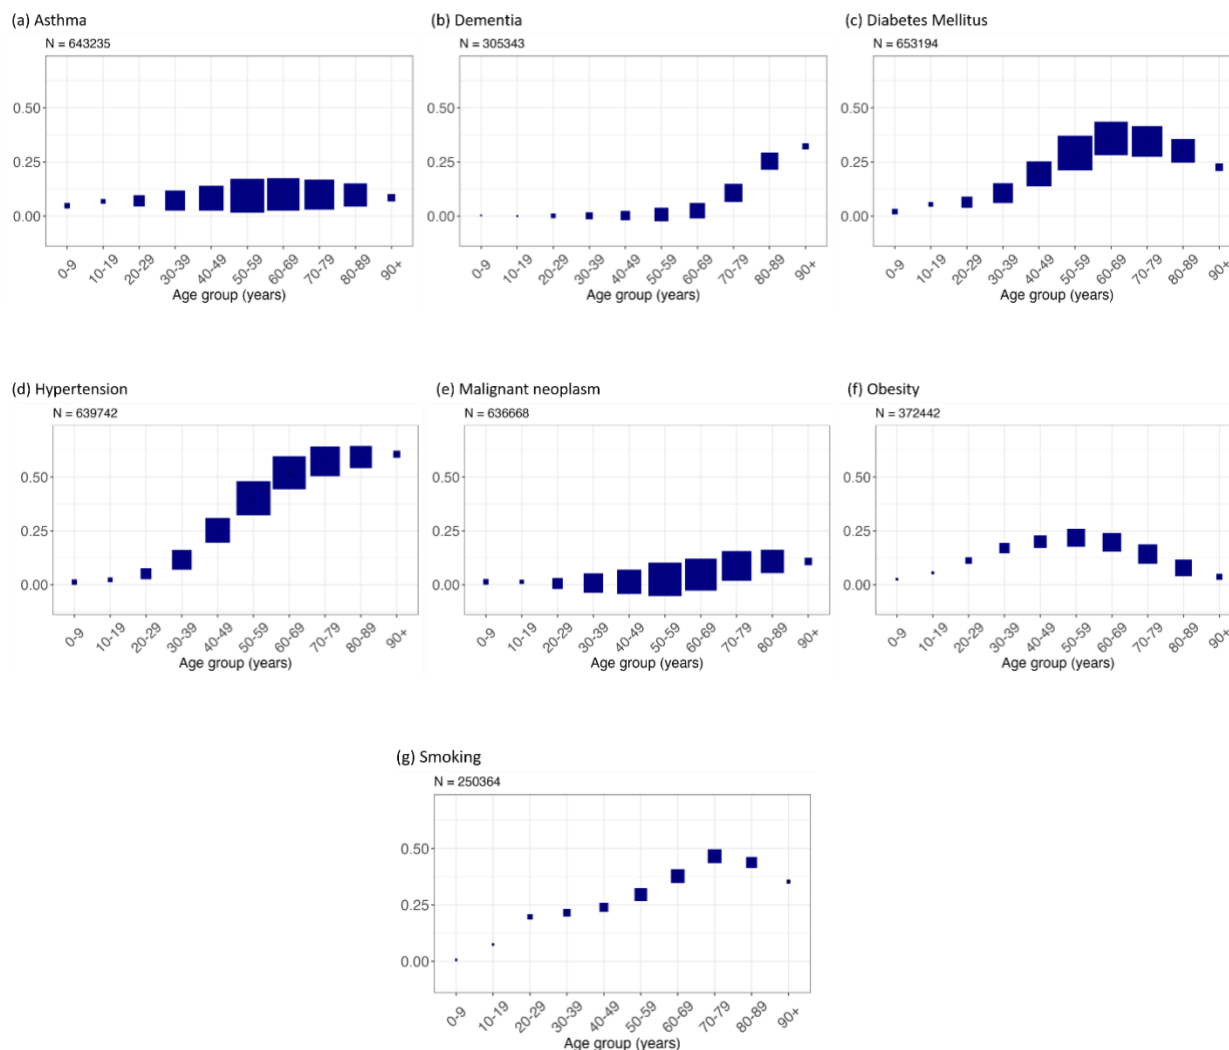 (a) Asthma
N = 643235
0.50
0.25
0.00
0-9 10-19 20-29 30-39 40-49 50-59 60-69 70-79 80-89 90+
Age group (years)
(b) Dementia
N = 305343
0.50
0.25
0.00
0-9 10-19 20-29 30-39 40-49 50-59 60-69 70-79 80-89 90+
Age group (years)
(c) Diabetes Mellitus
N = 653194
0.50
0.25
0.00
0-9 10-19 20-29 30-39 40-49 50-59 60-69 70-79 80-89 90+
Age group (years)
(d) Hypertension
N = 639742
0.50
0.25
0.00
0-9 10-19 20-29 30-39 40-49 50-59 60-69 70-79 80-89 90+
Age group (years)
(e) Malignant neoplasm
N = 636668
0.50
0.25
0.00
0-9 10-19 20-29 30-39 40-49 50-59 60-69 70-79 80-89 90+
Age group (years)
(f) Obesity
N = 372442
0.50
0.25
0.00
0-9 10-19 20-29 30-39 40-49 50-59 60-69 70-79 80-89 90+
Age group (years)
(g) Smoking
N = 250364
0.50
0.25
0.00
0-9 10-19 20-29 30-39 40-49 50-59 60-69 70-79 80-89 90+
Age group (years)